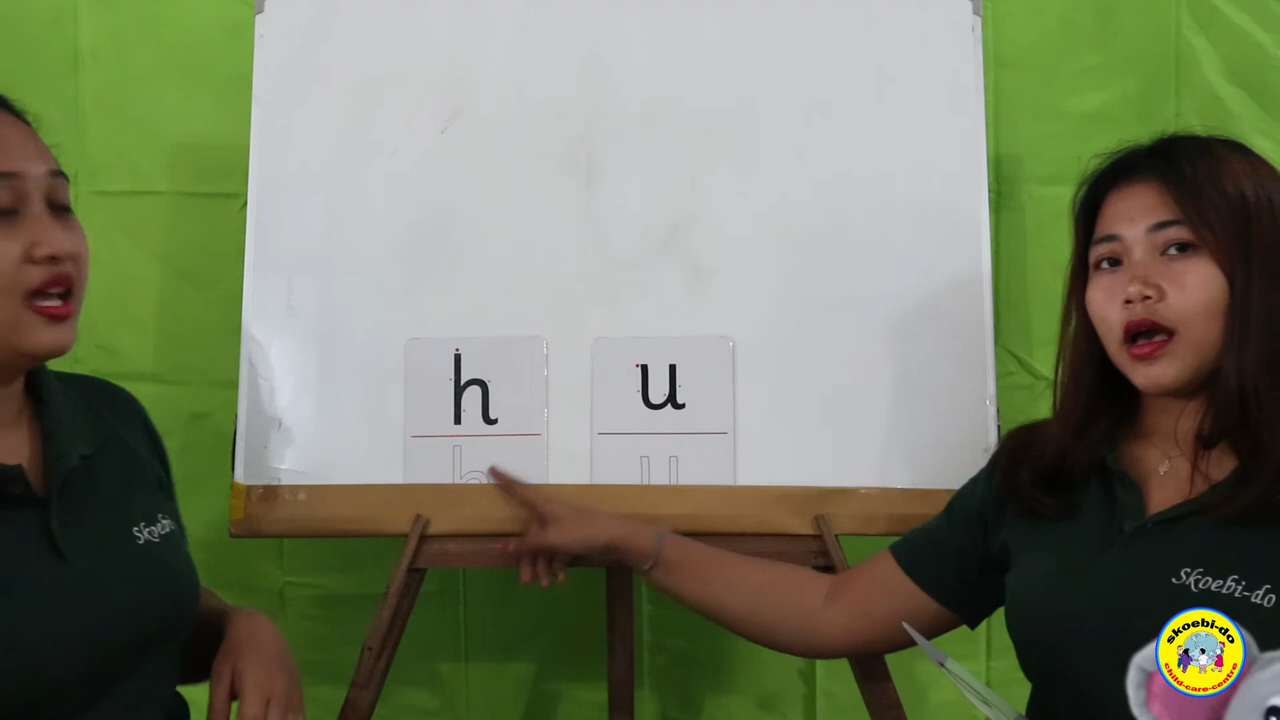 h
u
h
u
Skoebi-
Skoebi-do
skoebi-do
child-care-centre